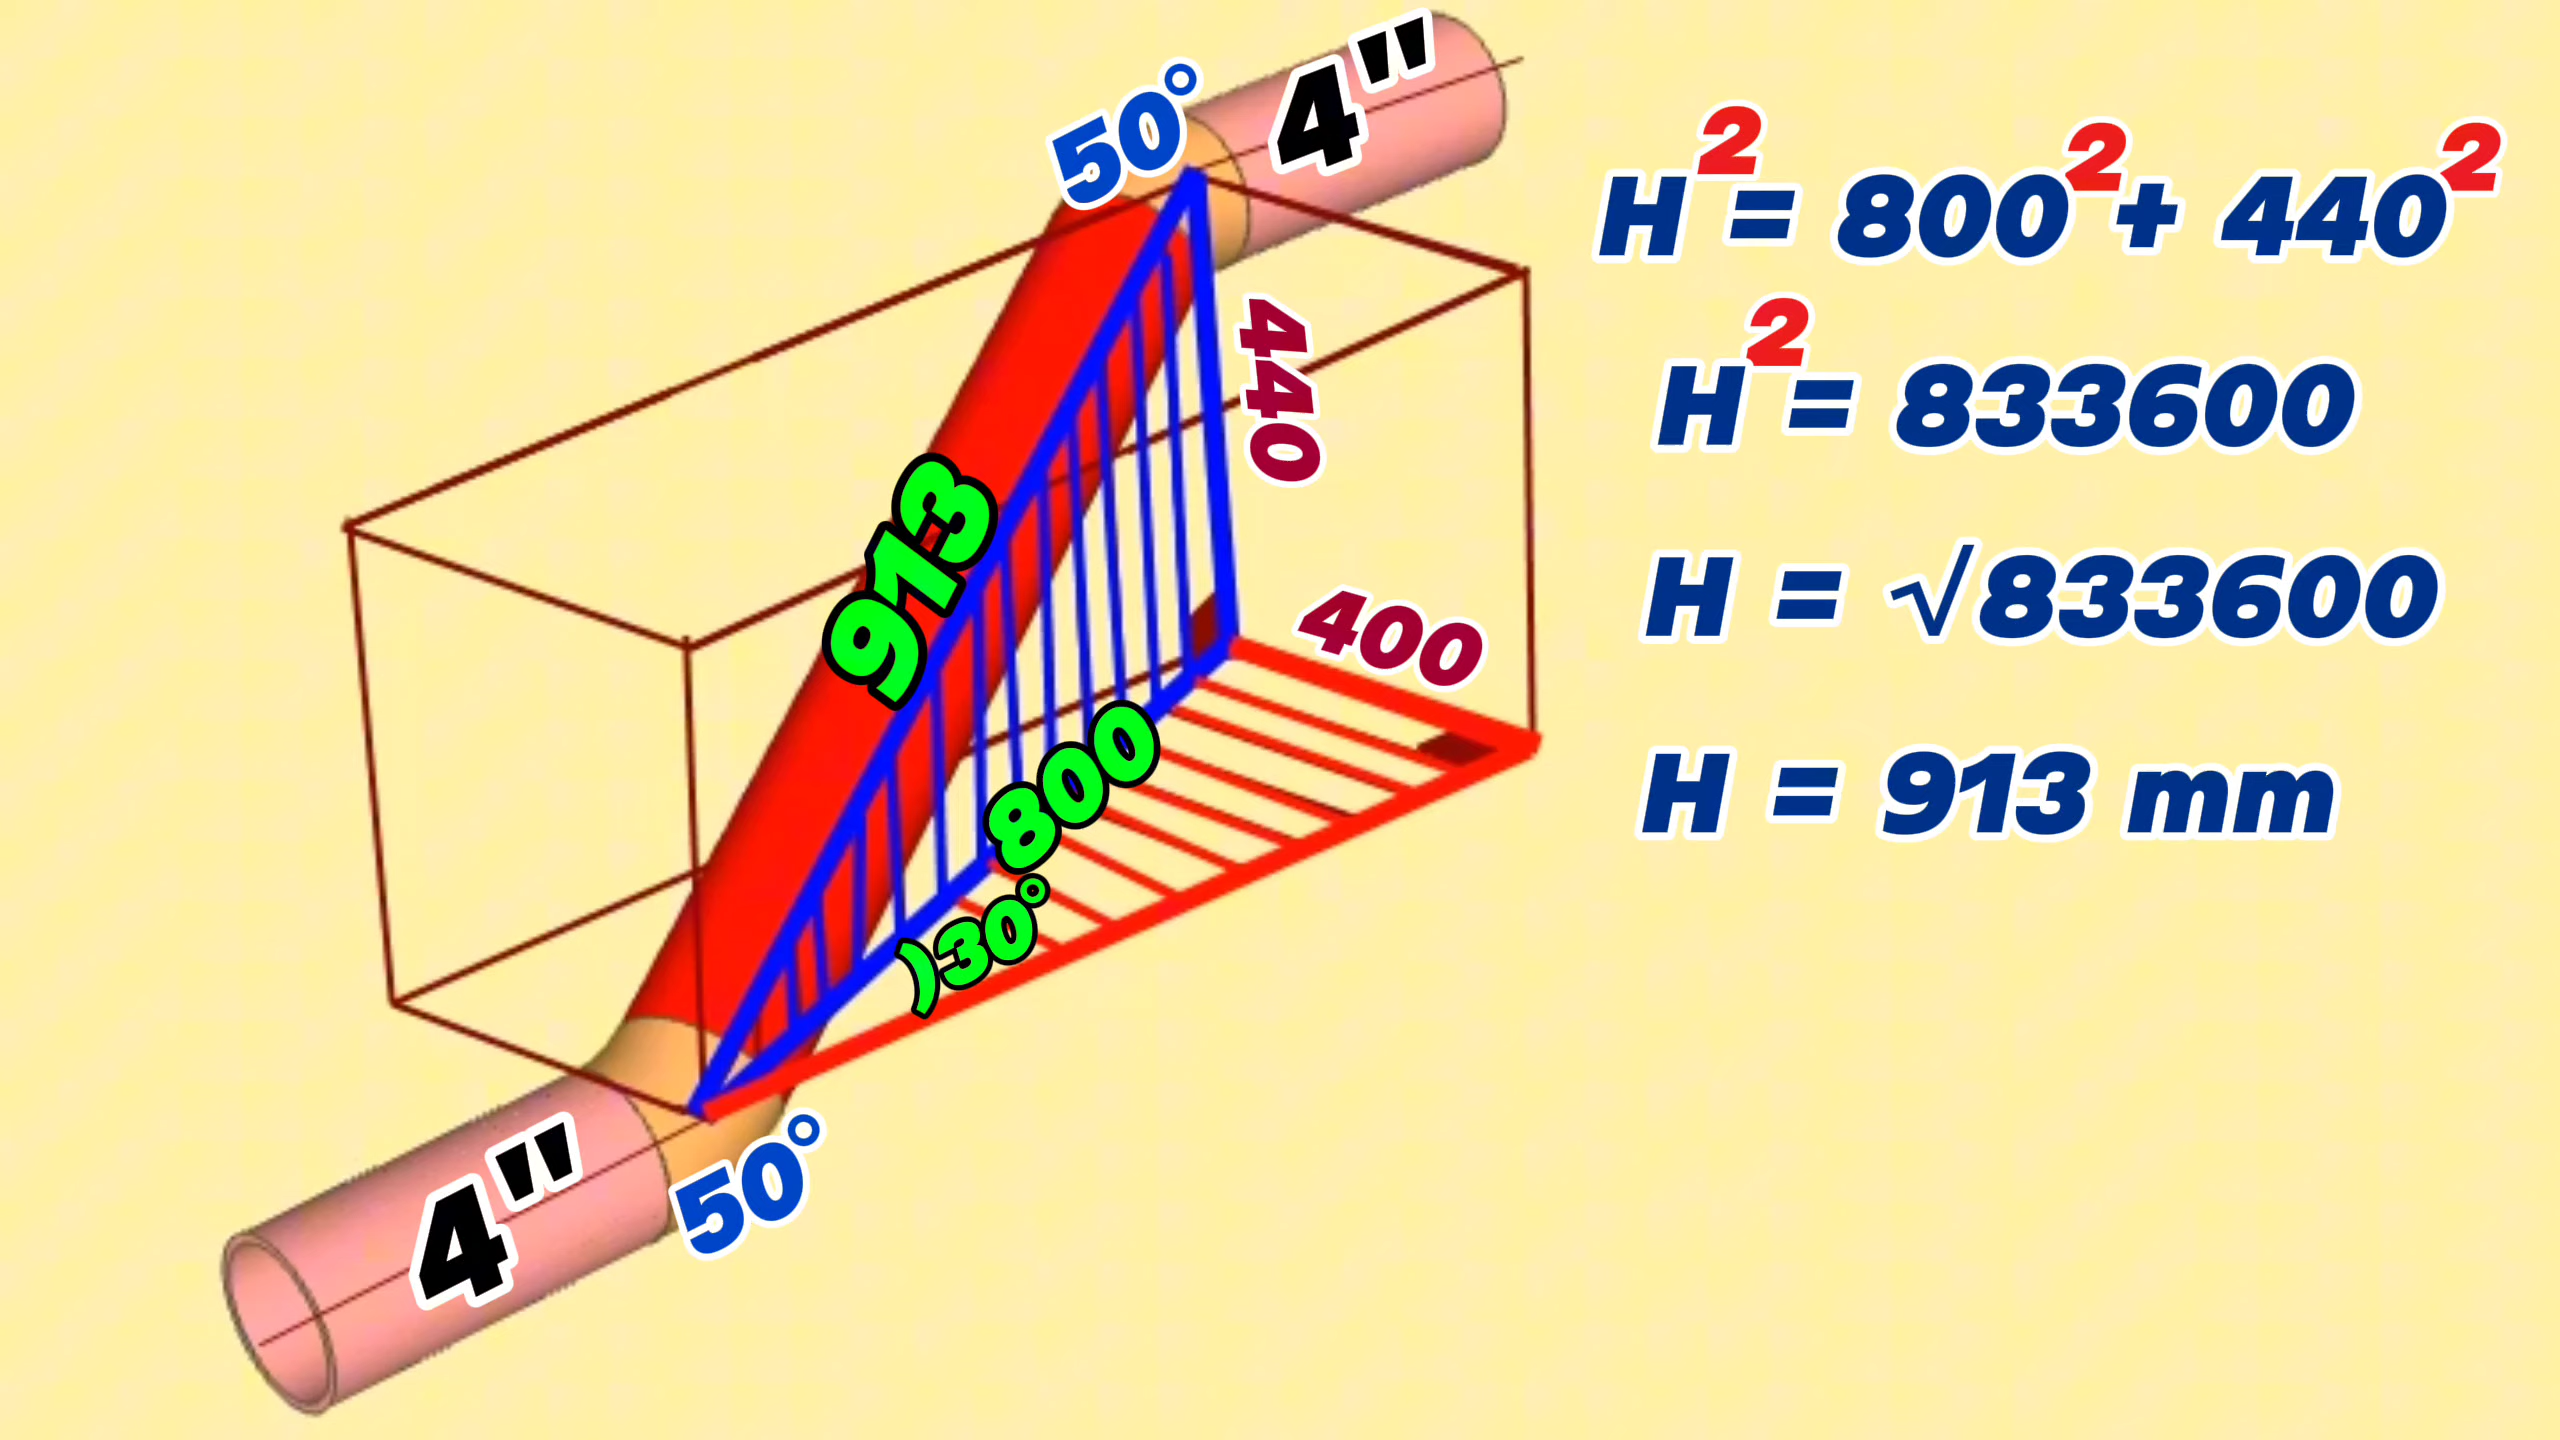 4"
50°
440
913
400
800
)30°
4"
50°
H²= 800²+ 440²
H²= 833600
H = √833600
H = 913 mm